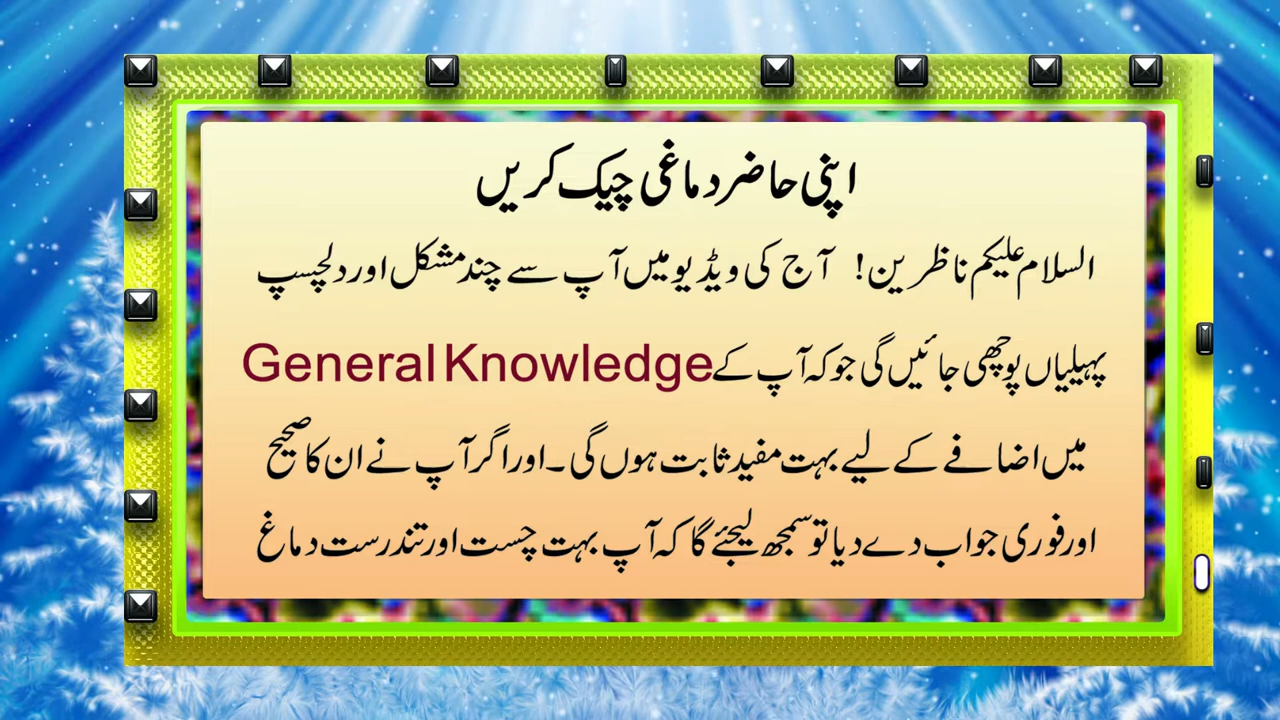 اپنی حاضر دماغی چیک کریں
السلام علیکم ناظرین! آج کی ویڈیو میں آپ سے چند مشکل اور دلچسپ
پہیلیاں پوچھی جائیں گی جو کہ آپ کے General Knowledge
میں اضافے کے لیے بہت مفید ثابت ہوں گی۔ اور اگر آپ نے ان کا صحیح
اور فوری جواب دے دیا تو سمجھ لیجئے گا کہ آپ بہت چست اور تندرست دماغ